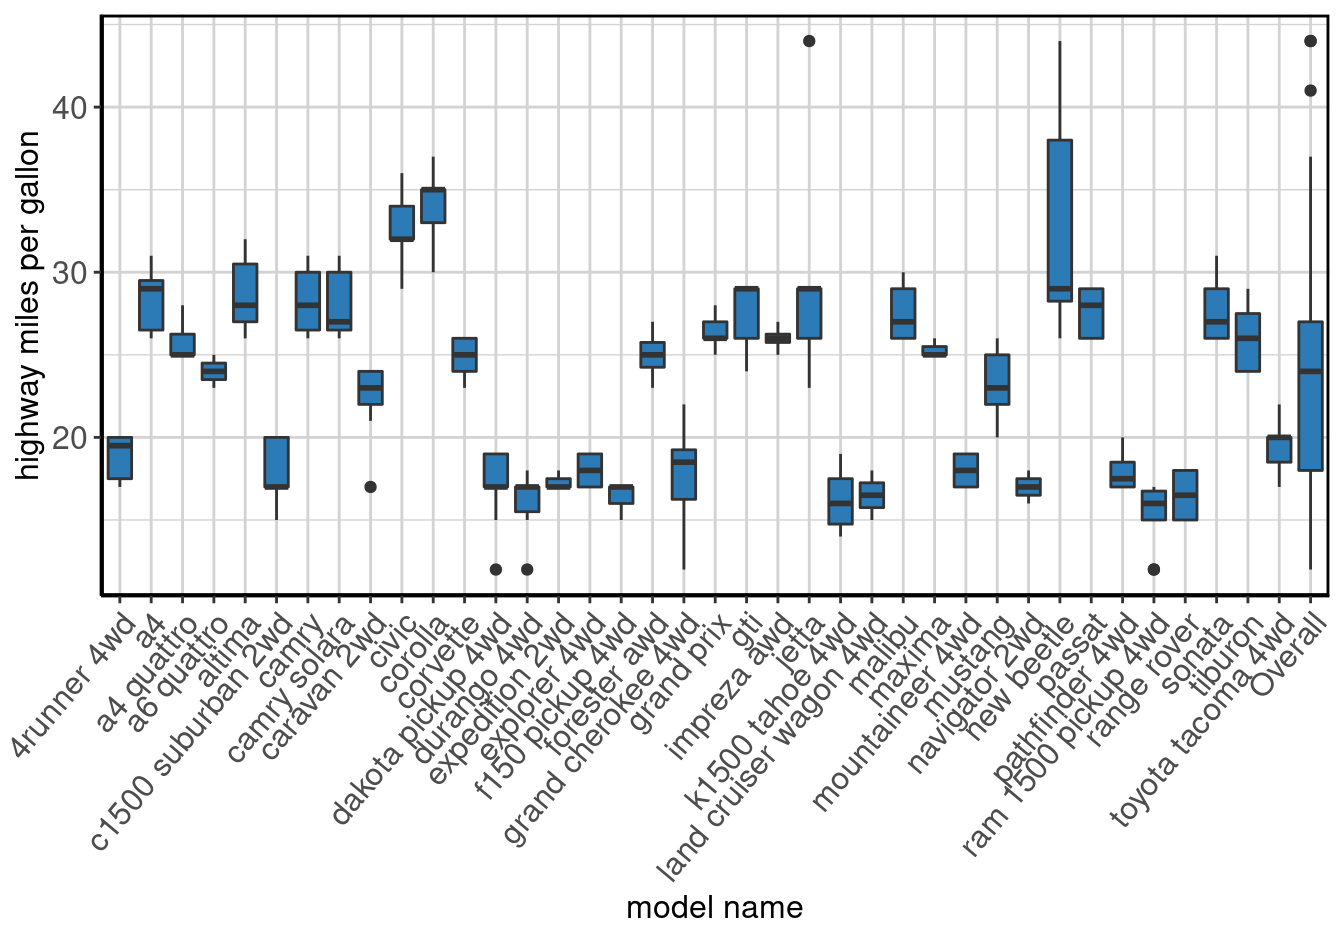 highway miles per gallon
40
30
20
4runner 4wd
a4
a4 quattro
a6 quattro
altima
c1500 suburban 2wd
camry
camry solara
caravan 2wd
civic
corolla
corvette
dakota pickup 4wd
durango 4wd
expedition 2wd
explorer 4wd
f150 pickup 4wd
forester awd
grand cherokee 4wd
grand prix
gti
impreza awd
jetta
k1500 tahoe 4wd
land cruiser wagon 4wd
malibu
maxima
mountaineer 4wd
mustang
navigator 2wd
new beetle
passat
pathfinder 4wd
ram 1500 pickup 4wd
range rover
sonata
tiburon
toyota tacoma 4wd
Overall
model name